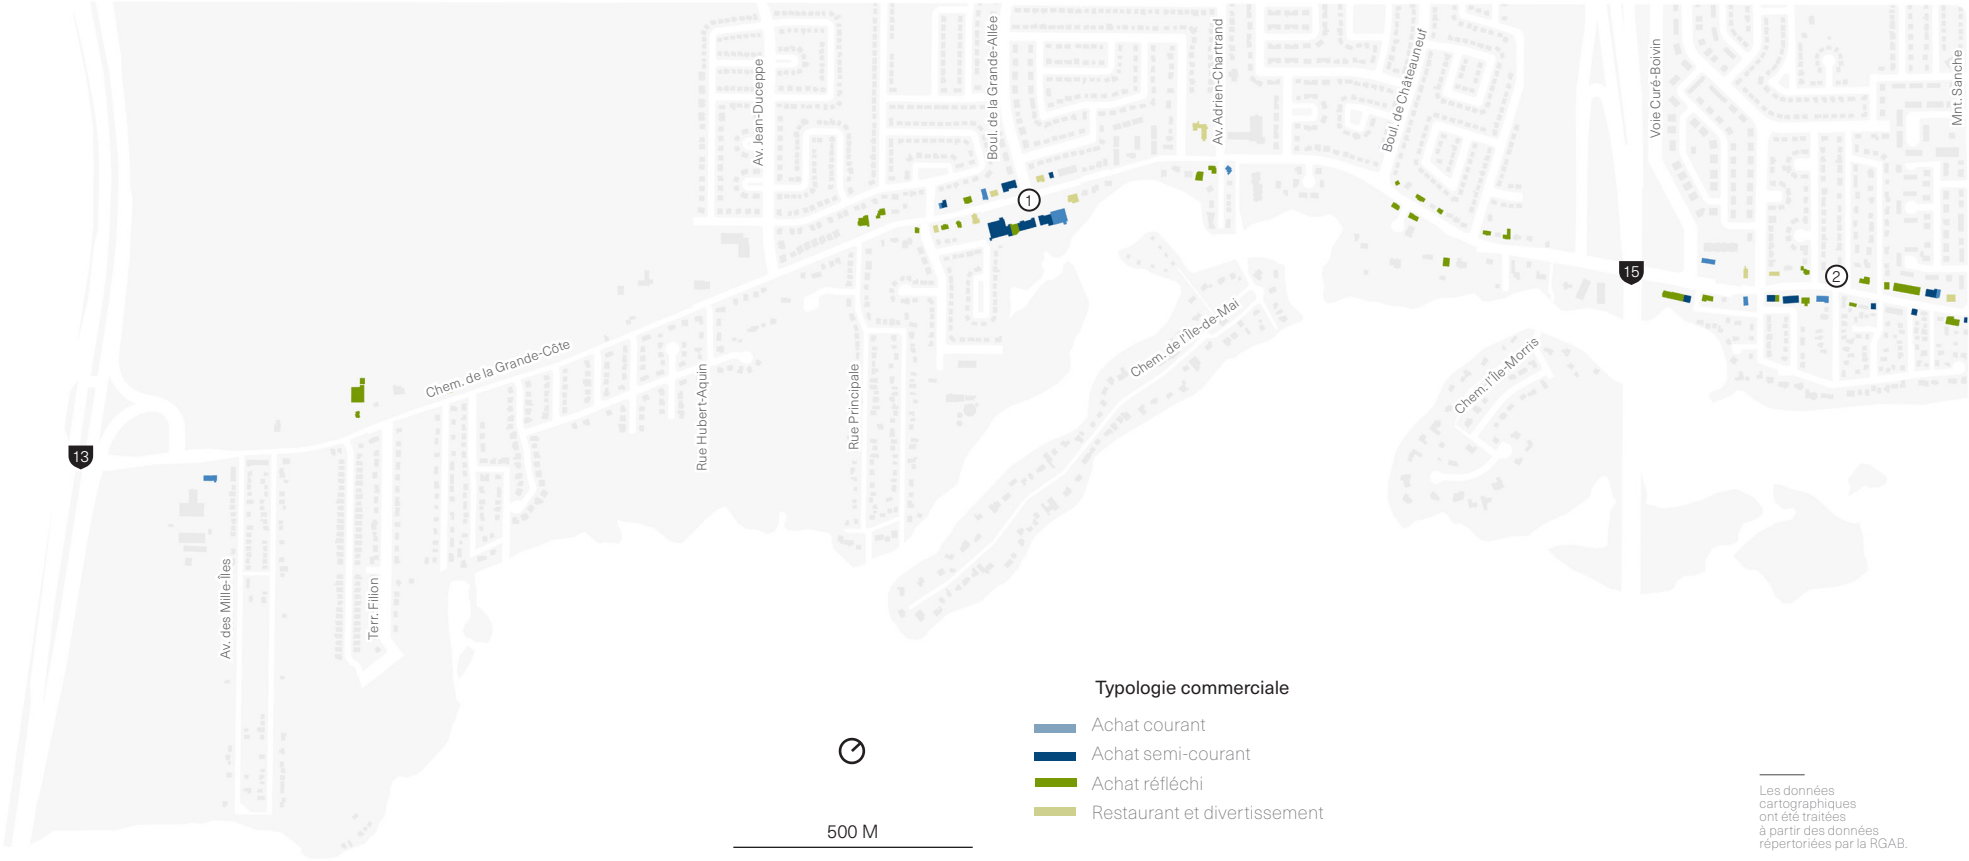 Av. Jean-Duceppe
Boul. de la Grande-Allée
Av. Adrien-Chartrand
Boul. de Châteauneuf
Voie Curé-Boivin
Mnt. Sanche
1
15
2
Chem. de l'Île-de-Mai
Chem. l'Île-Morris
Chem. de la Grande-Côte
Rue Hubert-Aquin
Rue Principale
13
Av. des Mille-Îles
Terr. Filion
Typologie commerciale
Achat courant
Achat semi-courant
Achat réfléchi
Restaurant et divertissement
500 M
Les données
cartographiques
ont été traitées
à partir des données
répertoriées par la RGAB.